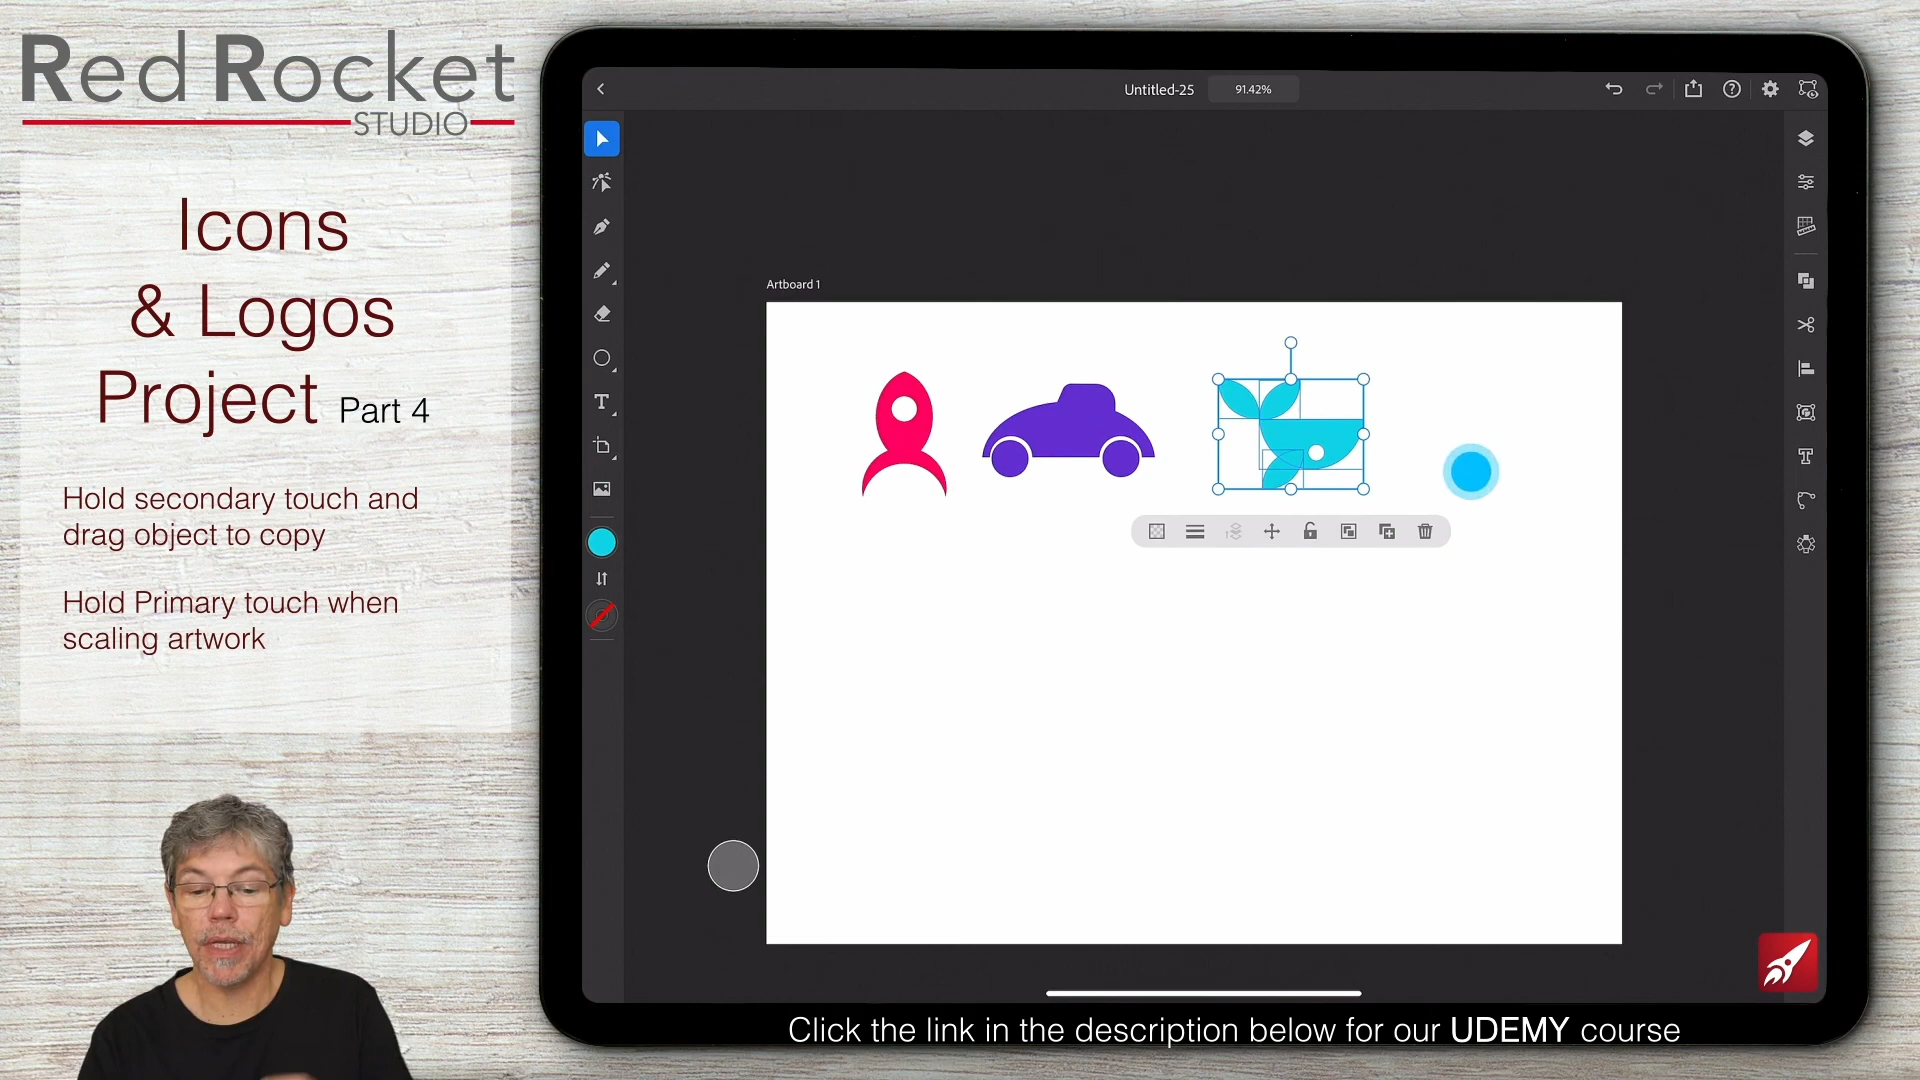 Red Rocket
STUDIO
Icons
& Logos
Project Part 4
Hold secondary touch and
drag object to copy
Hold Primary touch when
scaling artwork
Untitled-25
91.42%
Artboard 1
Click the link in the description below for our UDEMY course